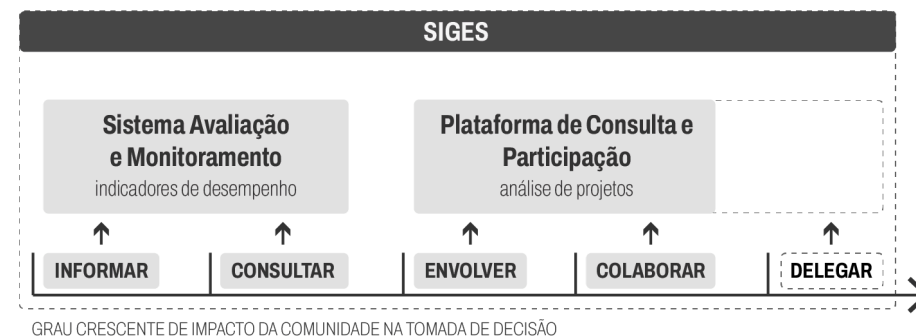 SIGES
Sistema Avaliação
e Monitoramento
indicadores de desempenho
Plataforma de Consulta e
Participação
análise de projetos
INFORMAR
CONSULTAR
ENVOLVER
COLABORAR
DELEGAR
GRAU CRESCENTE DE IMPACTO DA COMUNIDADE NA TOMADA DE DECISÃO